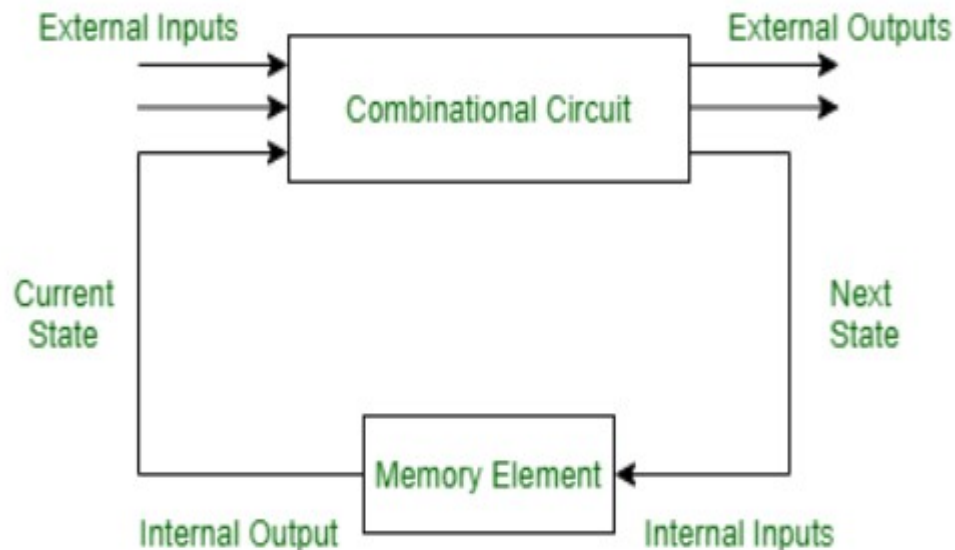 External Inputs
External Outputs
Combinational Circuit
Current
State
Next
State
Memory Element
Internal Output
Internal Inputs